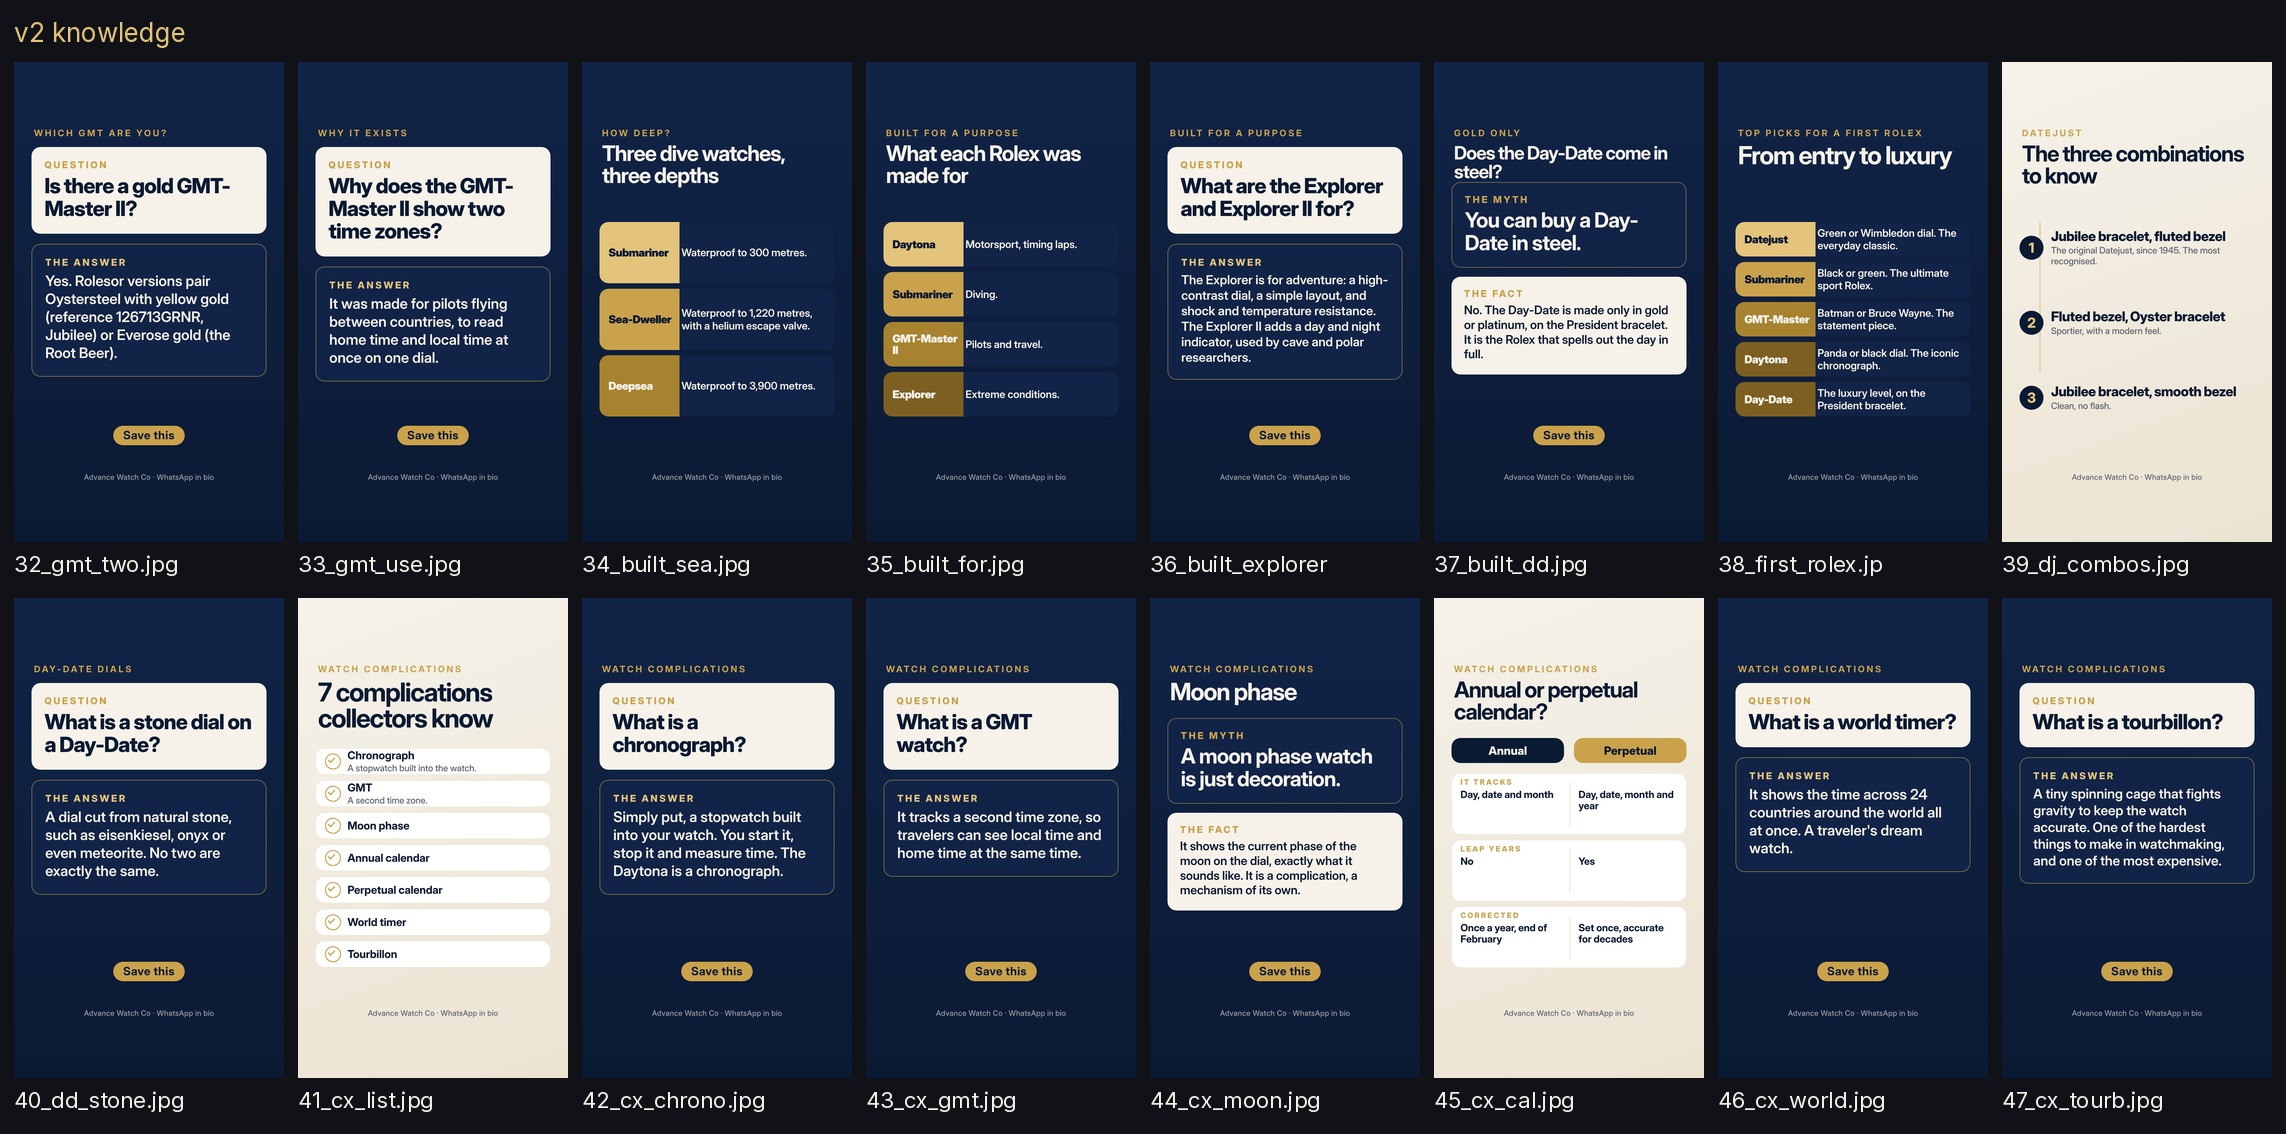 v2 knowledge
WHICH GMT ARE YOU?
QUESTION
Is there a gold GMT-
Master II?
THE ANSWER
Yes. Rolesor versions pair
Oystersteel with yellow gold
(reference 126713GRNR,
Jubilee) or Everose gold (the
Root Beer).
Save this
Advance Watch Co · WhatsApp in bio
32_gmt_two.jpg
WHY IT EXISTS
QUESTION
Why does the GMT-
Master II show two
time zones?
THE ANSWER
It was made for pilots flying
between countries, to read
home time and local time at
once on one dial.
Save this
Advance Watch Co · WhatsApp in bio
33_gmt_use.jpg
HOW DEEP?
Three dive watches,
three depths
Submariner
Waterproof to 300 metres.
Sea-Dweller
Waterproof to 1,220 metres,
with a helium escape valve.
Deepsea
Waterproof to 3,900 metres.
Advance Watch Co · WhatsApp in bio
34_built_sea.jpg
BUILT FOR A PURPOSE
What each Rolex was
made for
Daytona
Motorsport, timing laps.
Submariner
Diving.
GMT-Master
II
Pilots and travel.
Explorer
Extreme conditions.
Advance Watch Co · WhatsApp in bio
35_built_for.jpg
BUILT FOR A PURPOSE
QUESTION
What are the Explorer
and Explorer II for?
THE ANSWER
The Explorer is for adventure: a high-
contrast dial, a simple layout, and
shock and temperature resistance.
The Explorer II adds a day and night
indicator, used by cave and polar
researchers.
Save this
Advance Watch Co · WhatsApp in bio
36_built_explorer
GOLD ONLY
Does the Day-Date come in
steel?
THE MYTH
You can buy a Day-
Date in steel.
THE FACT
No. The Day-Date is made only in gold
or platinum, on the President bracelet.
It is the Rolex that spells out the day in
full.
Save this
Advance Watch Co · WhatsApp in bio
37_built_dd.jpg
TOP PICKS FOR A FIRST ROLEX
From entry to luxury
Datejust
Green or Wimbledon dial. The
everyday classic.
Submariner
Black or green. The ultimate
sport Rolex.
GMT-Master
Batman or Bruce Wayne. The
statement piece.
Daytona
Panda or black dial. The iconic
chronograph.
Day-Date
The luxury level, on the
President bracelet.
Advance Watch Co · WhatsApp in bio
38_first_rolex.jp
DATEJUST
The three combinations
to know
1
Jubilee bracelet, fluted bezel
The original Datejust, since 1945. The most
recognised.
2
Fluted bezel, Oyster bracelet
Sportier, with a modern feel.
3
Jubilee bracelet, smooth bezel
Clean, no flash.
Advance Watch Co · WhatsApp in bio
39_dj_combos.jpg
DAY-DATE DIALS
QUESTION
What is a stone dial on
a Day-Date?
THE ANSWER
A dial cut from natural stone,
such as eisenkiesel, onyx or
even meteorite. No two are
exactly the same.
Save this
Advance Watch Co · WhatsApp in bio
40_dd_stone.jpg
WATCH COMPLICATIONS
7 complications
collectors know
Chronograph
A stopwatch built into the watch.
GMT
A second time zone.
Moon phase
Annual calendar
Perpetual calendar
World timer
Tourbillon
Advance Watch Co · WhatsApp in bio
41_cx_list.jpg
WATCH COMPLICATIONS
QUESTION
What is a
chronograph?
THE ANSWER
Simply put, a stopwatch built
into your watch. You start it,
stop it and measure time. The
Daytona is a chronograph.
Save this
Advance Watch Co · WhatsApp in bio
42_cx_chrono.jpg
WATCH COMPLICATIONS
QUESTION
What is a GMT
watch?
THE ANSWER
It tracks a second time zone, so
travelers can see local time and
home time at the same time.
Save this
Advance Watch Co · WhatsApp in bio
43_cx_gmt.jpg
WATCH COMPLICATIONS
Moon phase
THE MYTH
A moon phase watch
is just decoration.
THE FACT
It shows the current phase of the
moon on the dial, exactly what it
sounds like. It is a complication, a
mechanism of its own.
Save this
Advance Watch Co · WhatsApp in bio
44_cx_moon.jpg
WATCH COMPLICATIONS
Annual or perpetual
calendar?
Annual
Perpetual
IT TRACKS
Day, date and month
Day, date, month and
year
LEAP YEARS
No
Yes
CORRECTED
Once a year, end of
February
Set once, accurate
for decades
Advance Watch Co · WhatsApp in bio
45_cx_cal.jpg
WATCH COMPLICATIONS
QUESTION
What is a world timer?
THE ANSWER
It shows the time across 24
countries around the world all
at once. A traveler's dream
watch.
Save this
Advance Watch Co · WhatsApp in bio
46_cx_world.jpg
WATCH COMPLICATIONS
QUESTION
What is a tourbillon?
THE ANSWER
A tiny spinning cage that fights
gravity to keep the watch
accurate. One of the hardest
things to make in watchmaking,
and one of the most expensive.
Save this
Advance Watch Co · WhatsApp in bio
47_cx_tourb.jpg